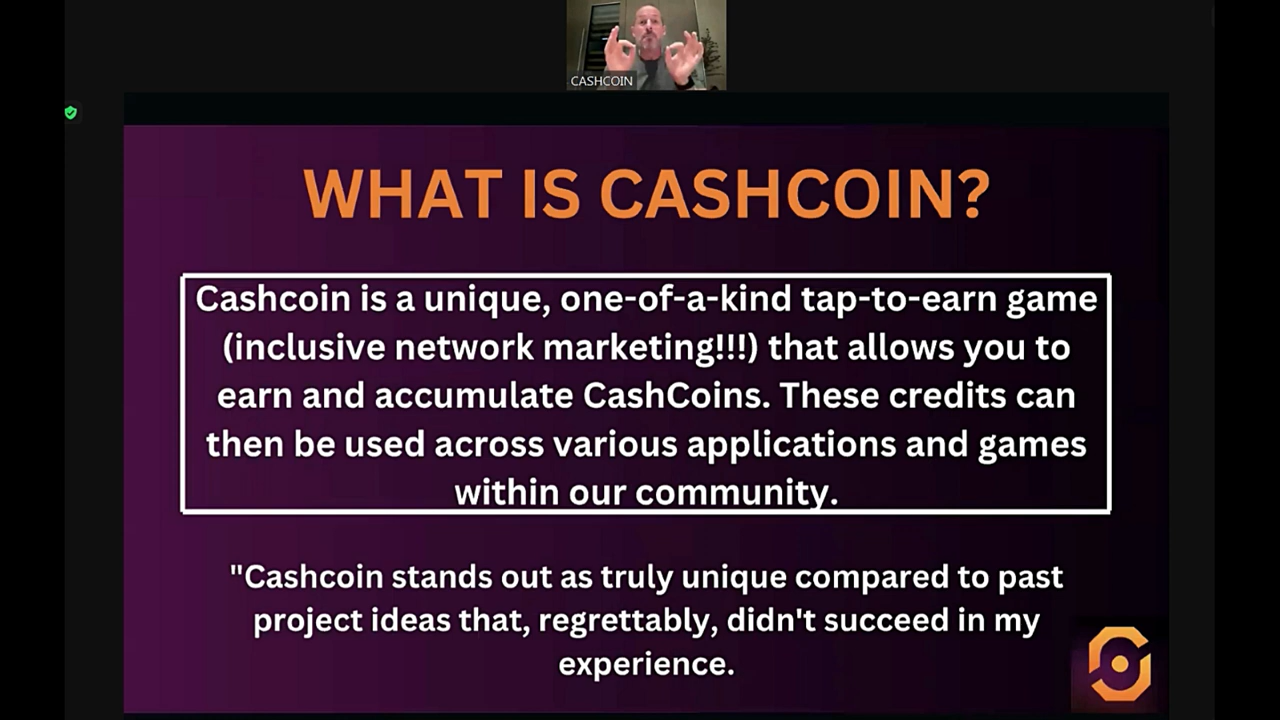 CASHCOIN
WHAT IS CASHCOIN?
Cashcoin is a unique, one-of-a-kind tap-to-earn game
(inclusive network marketing!!!) that allows you to
earn and accumulate CashCoins. These credits can
then be used across various applications and games
within our community.
"Cashcoin stands out as truly unique compared to past
project ideas that, regrettably, didn't succeed in my
experience.